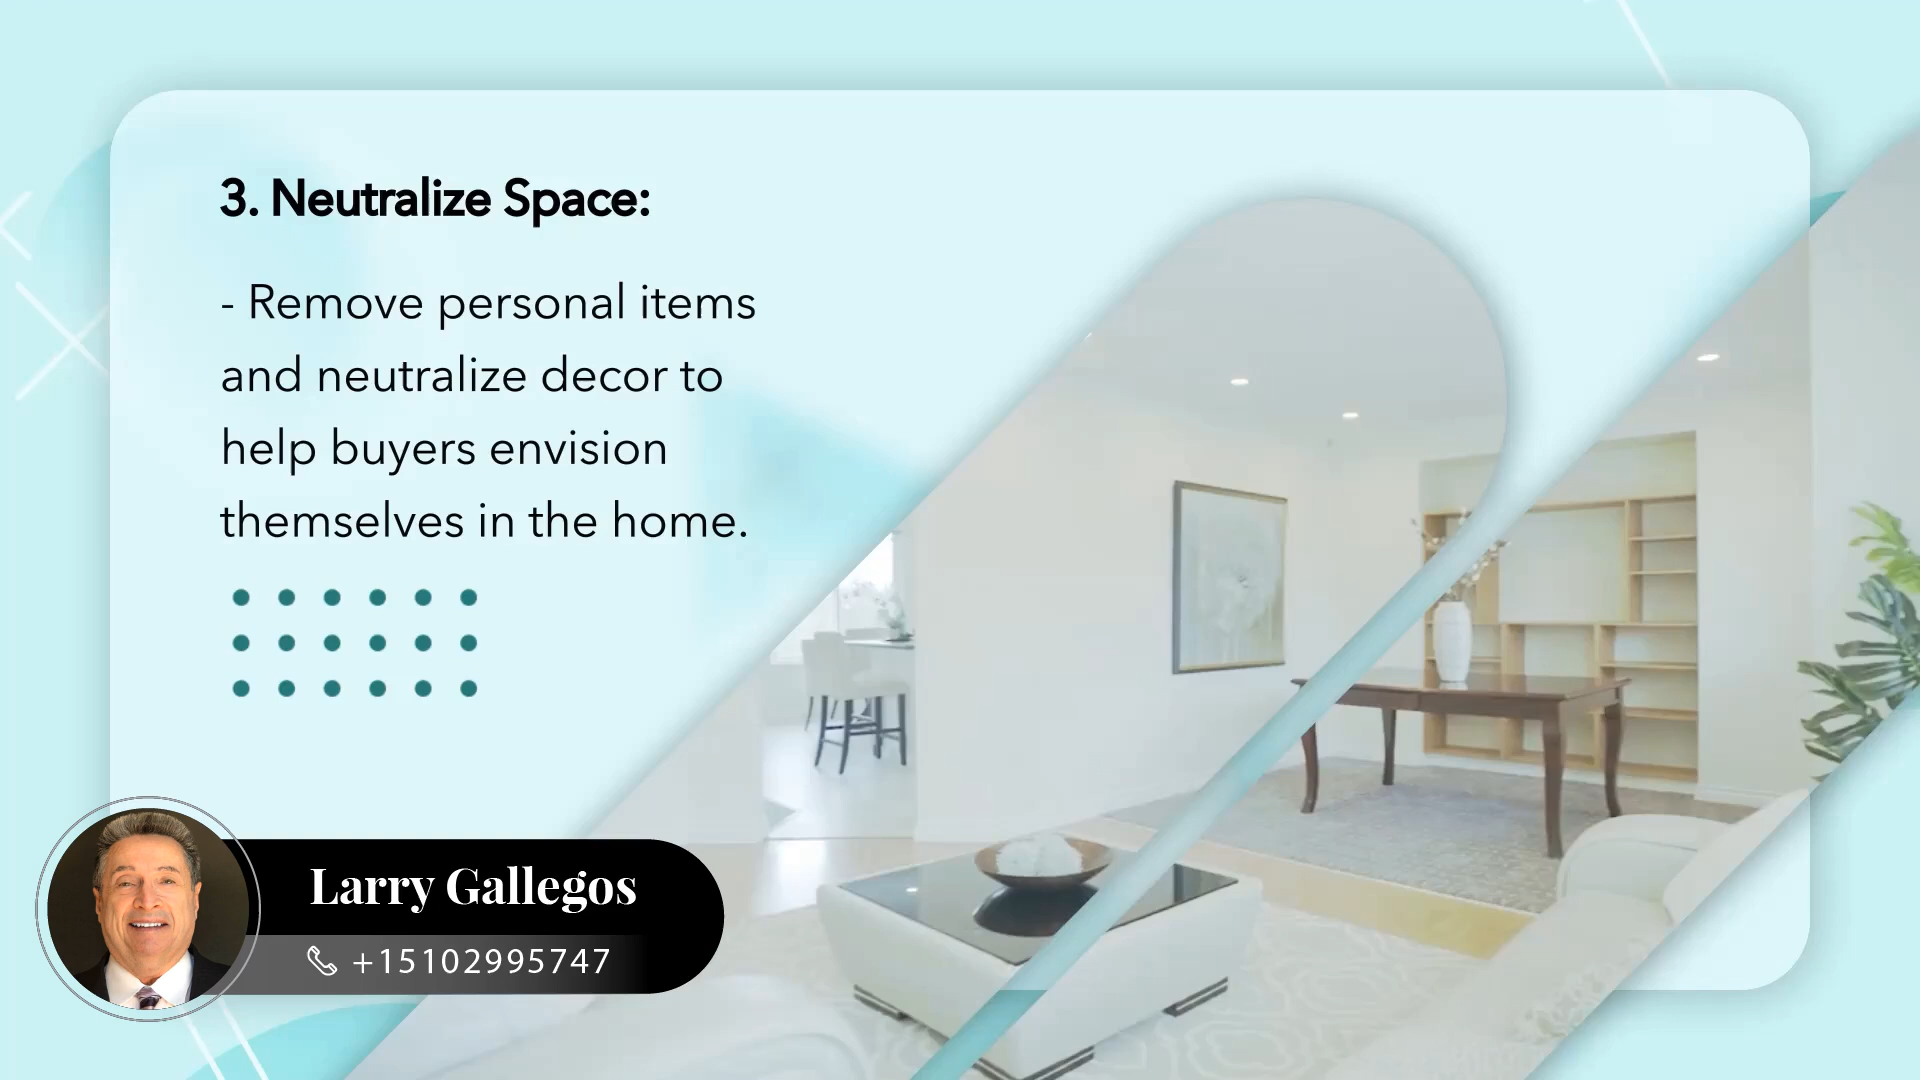 3. Neutralize Space:
- Remove personal items
and neutralize decor to
help buyers envision
themselves in the home.
Larry Gallegos
+15102995747